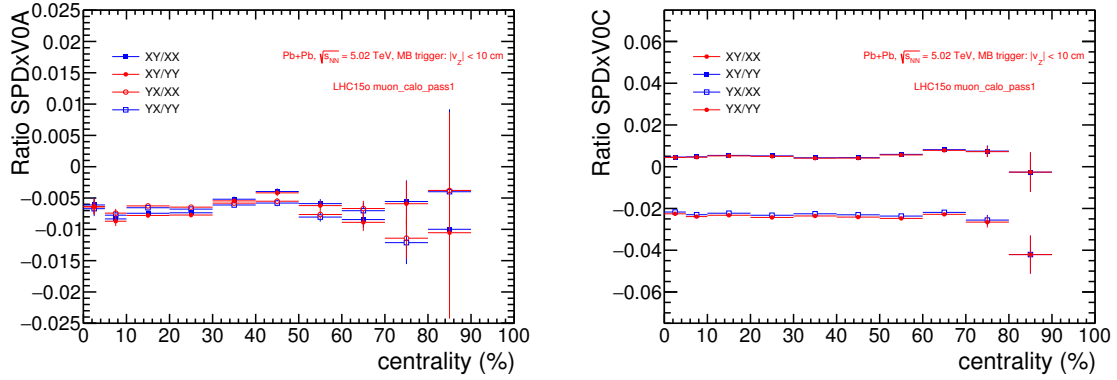 Ratio SPDxV0A
0.025
0.02
0.015
0.01
0.005
0
−0.005
−0.01
−0.015
−0.02
−0.025
Pb+Pb, √s_NN = 5.02 TeV, MB trigger: |v_Z| < 10 cm
LHC15o muon_calo_pass1
XY/XX
XY/YY
YX/XX
YX/YY
0 10 20 30 40 50 60 70 80 90 100
centrality (%)
Ratio SPDxV0C
0.06
0.04
0.02
0
−0.02
−0.04
−0.06
Pb+Pb, √s_NN = 5.02 TeV, MB trigger: |v_Z| < 10 cm
LHC15o muon_calo_pass1
XY/XX
XY/YY
YX/XX
YX/YY
0 10 20 30 40 50 60 70 80 90 100
centrality (%)